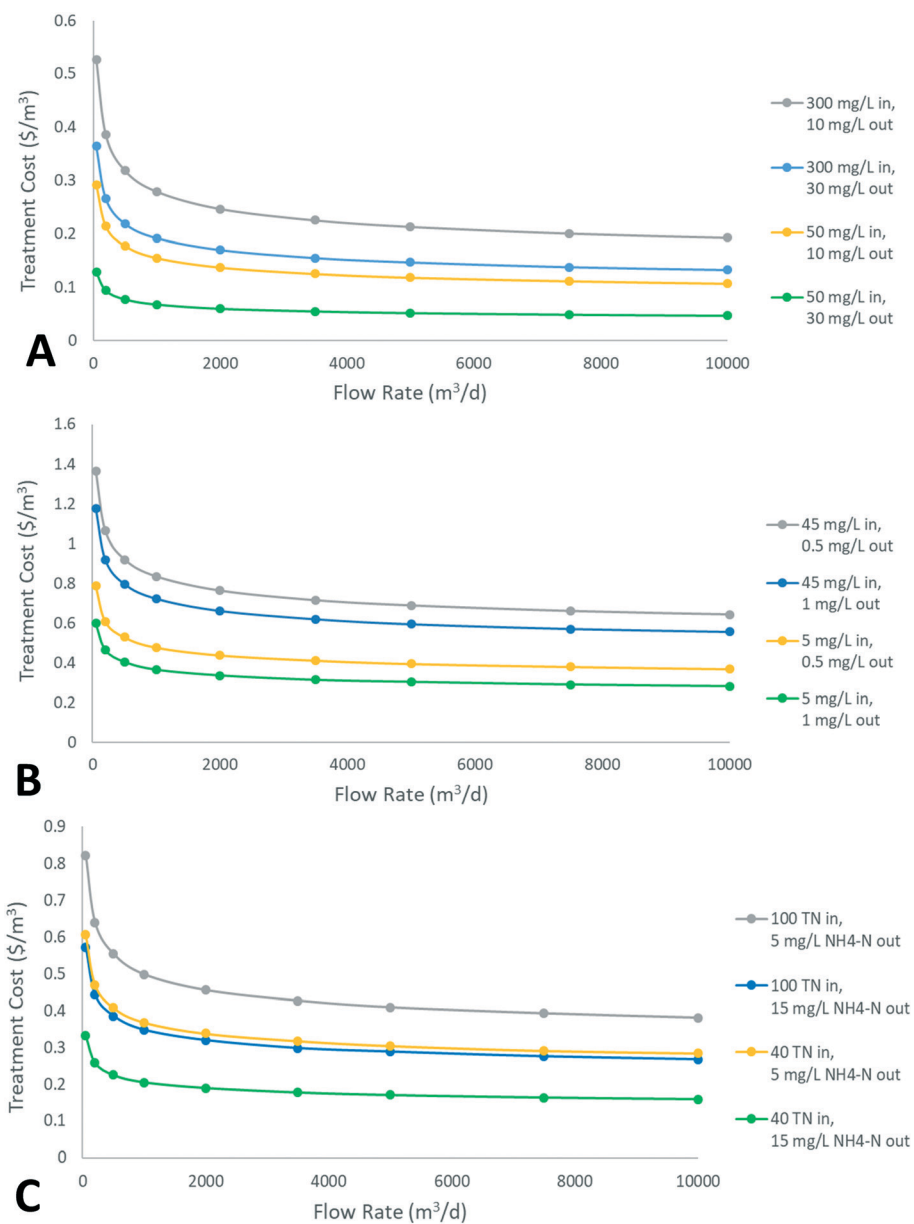 0.6
0.5
0.4
0.3
0.2
0.1
0
Treatment Cost ($/m³)
0
2000
4000
6000
8000
10000
Flow Rate (m³/d)
300 mg/L in,
10 mg/L out
300 mg/L in,
30 mg/L out
50 mg/L in,
10 mg/L out
50 mg/L in,
30 mg/L out
A
1.6
1.4
1.2
1
0.8
0.6
0.4
0.2
0
Treatment Cost ($/m³)
0
2000
4000
6000
8000
10000
Flow Rate (m³/d)
45 mg/L in,
0.5 mg/L out
45 mg/L in,
1 mg/L out
5 mg/L in,
0.5 mg/L out
5 mg/L in,
1 mg/L out
B
0.9
0.8
0.7
0.6
0.5
0.4
0.3
0.2
0.1
0
Treatment Cost ($/m³)
0
2000
4000
6000
8000
10000
Flow Rate (m³/d)
100 TN in,
5 mg/L NH4-N out
100 TN in,
15 mg/L NH4-N out
40 TN in,
5 mg/L NH4-N out
40 TN in,
15 mg/L NH4-N out
C